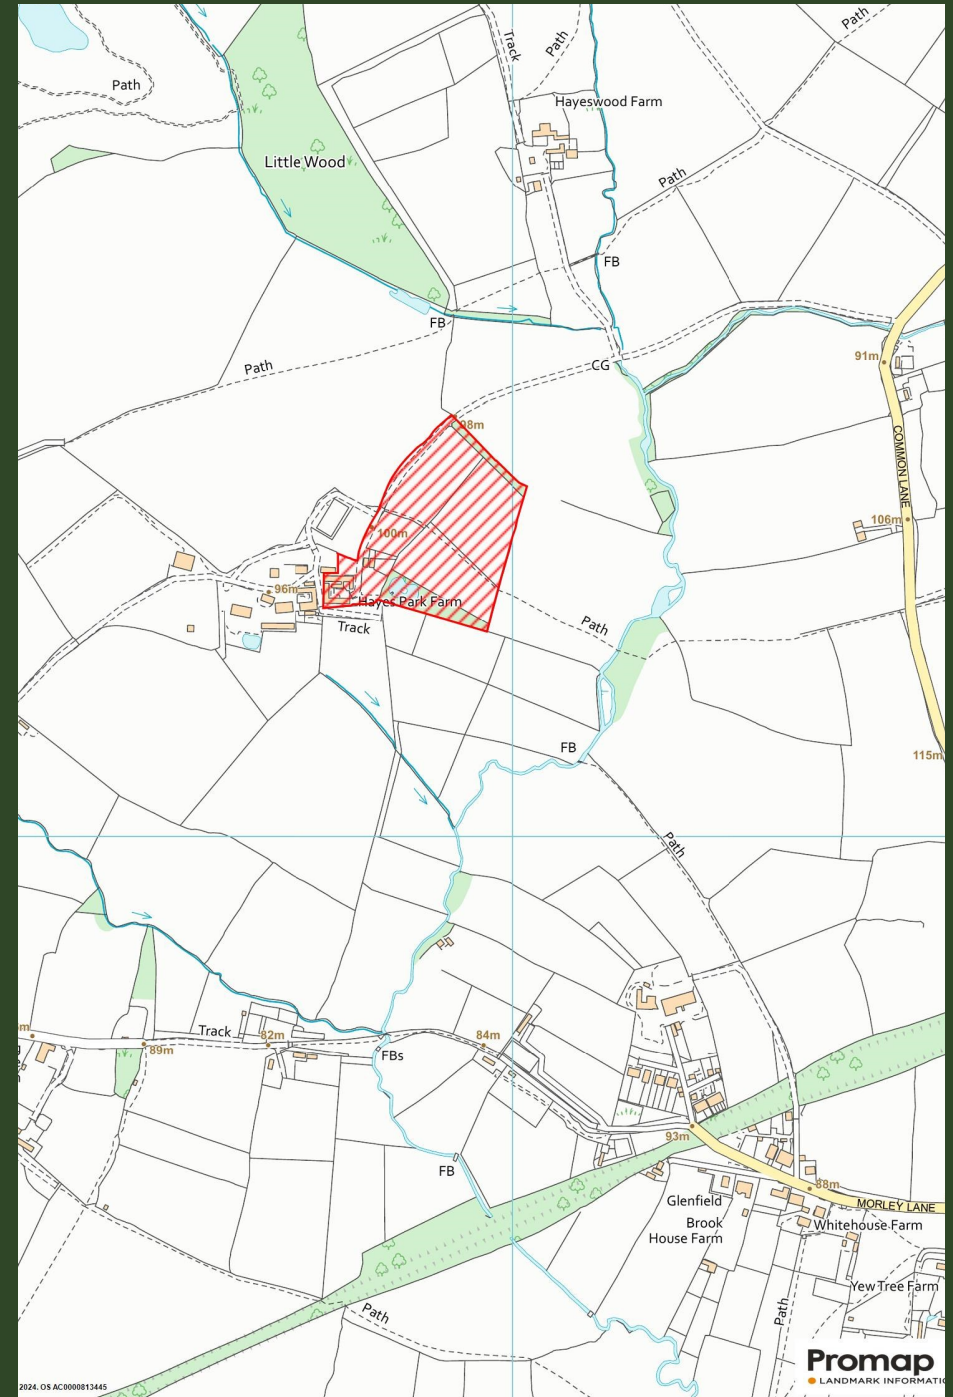 Path
Track
Path
Path
Hayeswood Farm
Little Wood
Path
FB
FB
Path
CG
91m
98m
COMMON LANE
106m
100m
96m
Hayes Park Farm
Track
Path
FB
115m
Path
Track
82m
84m
89m
FBs
93m
FB
88m
Glenfield
MORLEY LANE
Brook
House Farm
Whitehouse Farm
Yew Tree Farm
Path
Path
Promap
LANDMARK INFORMATIO
2024. OS AC0000813445